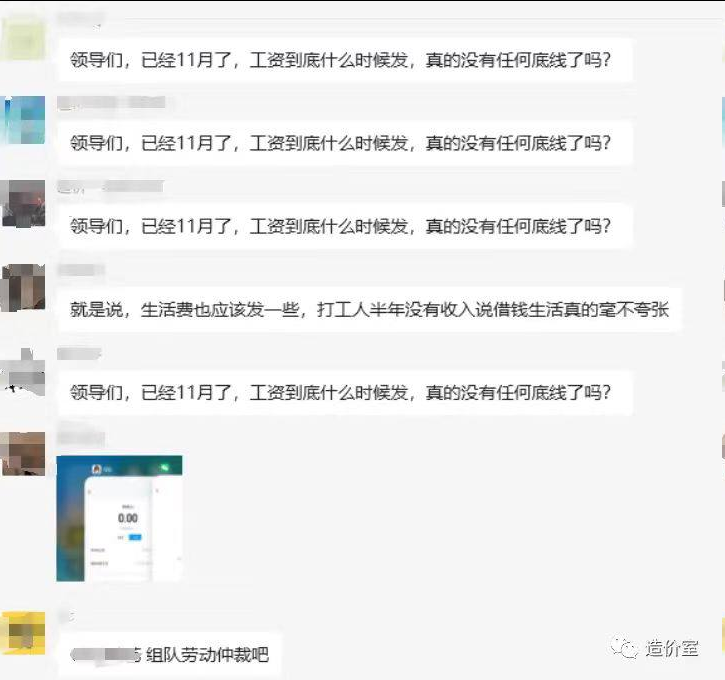 领导们，已经11月了，工资到底什么时候发，真的没有任何底线了吗？
领导们，已经11月了，工资到底什么时候发，真的没有任何底线了吗？
领导们，已经11月了，工资到底什么时候发，真的没有任何底线了吗？
就是说，生活费也应该发一些，打工人半年没有收入说借钱生活真的毫不夸张
领导们，已经11月了，工资到底什么时候发，真的没有任何底线了吗？
0.00
组队劳动仲裁吧
造价室